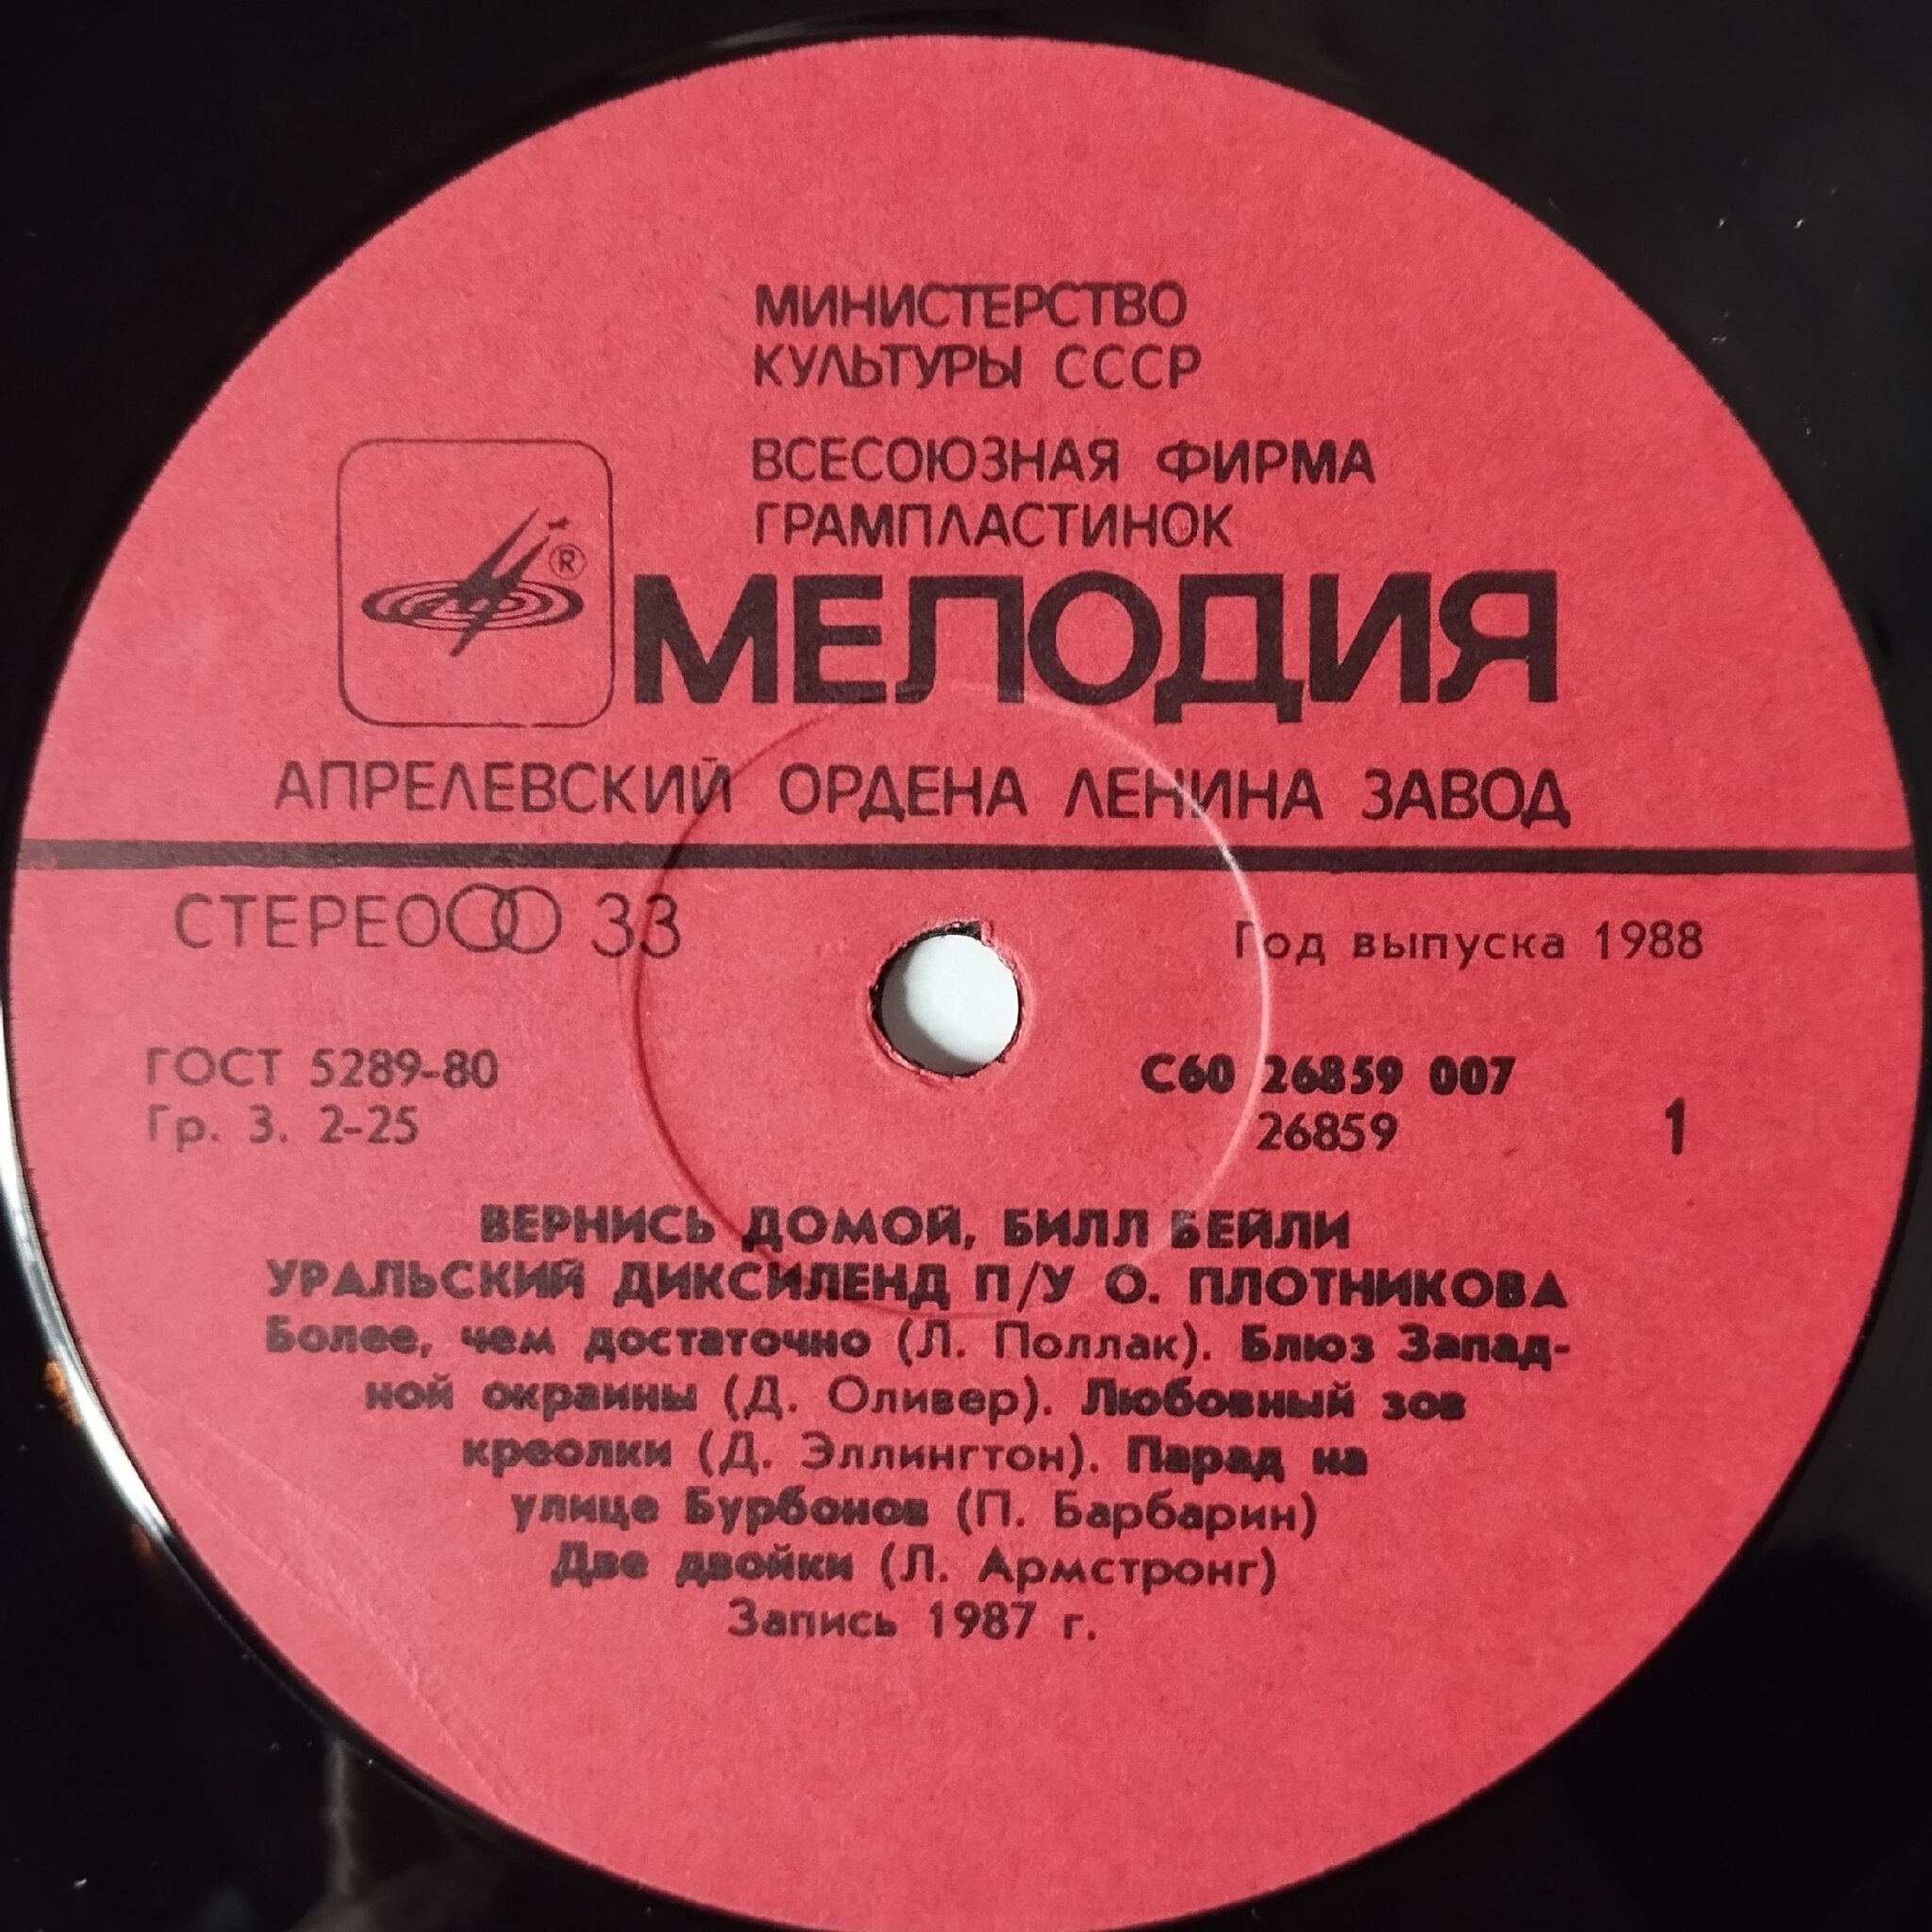 МИНИСТЕРСТВО
КУЛЬТУРЫ СССР
ВСЕСОЮЗНАЯ ФИРМА
ГРАМПЛАСТИНОК
®
МЕЛОДИЯ
АПРЕЛЕВСКИЙ ОРДЕНА ЛЕНИНА ЗАВОД
СТЕРЕО 33
Год выпуска 1988
ГОСТ 5289-80
Гр. 3. 2-25
С60 26859 007
26859
1
ВЕРНИСЬ ДОМОЙ, БИЛЛ БЕЙЛИ
УРАЛЬСКИЙ ДИКСИЛЕНД П/У О. ПЛОТНИКОВА
Более, чем достаточно (Л. Поллак). Блюз Запад-
ной окраины (Д. Оливер). Любовный зов
креолки (Д. Эллингтон). Парад на
улице Бурбонов (П. Барбарин)
Две двойки (Л. Армстронг)
Запись 1987 г.